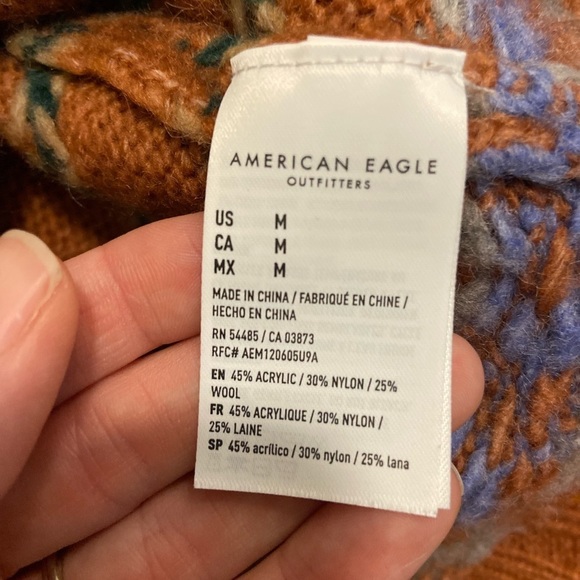 AMERICAN EAGLE
OUTFITTERS
US M
CA M
MX M
MADE IN CHINA / FABRIQUÉ EN CHINE /
HECHO EN CHINA
RN 54485 / CA 03873
RFC# AEM120605U9A
EN 45% ACRYLIC / 30% NYLON / 25%
WOOL
FR 45% ACRYLIQUE / 30% NYLON /
25% LAINE
SP 45% acrílico / 30% nylon / 25% lana